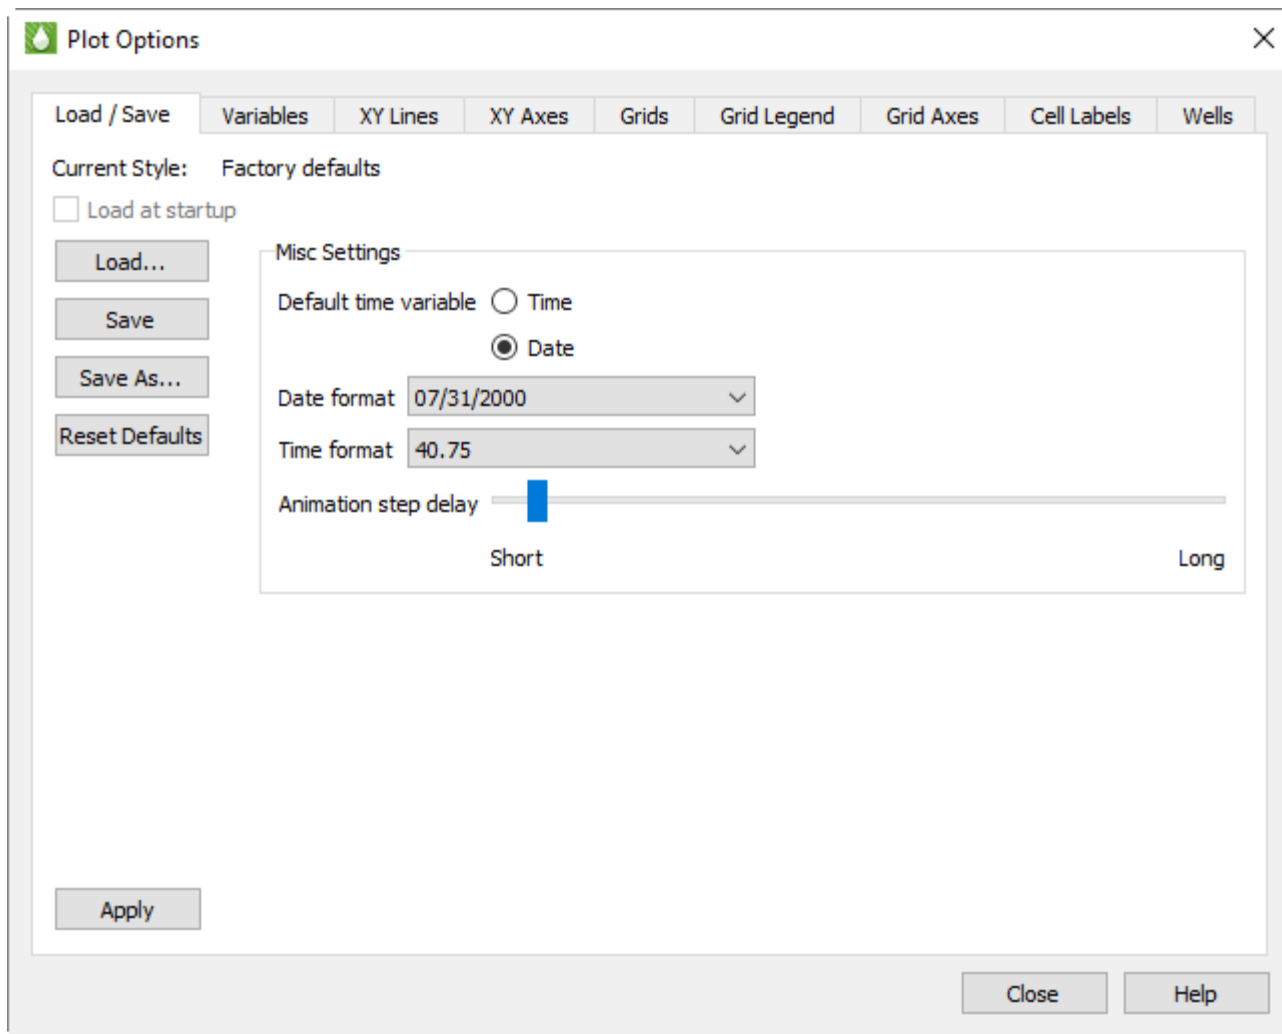 Plot Options
Load / Save Variables XY Lines XY Axes Grids Grid Legend Grid Axes Cell Labels Wells
Current Style: Factory defaults
Load at startup
Load...
Misc Settings
Default time variable Time
Save
Date
Save As...
Date format 07/31/2000
Reset Defaults
Time format 40.75
Animation step delay
Short Long
Apply
Close Help